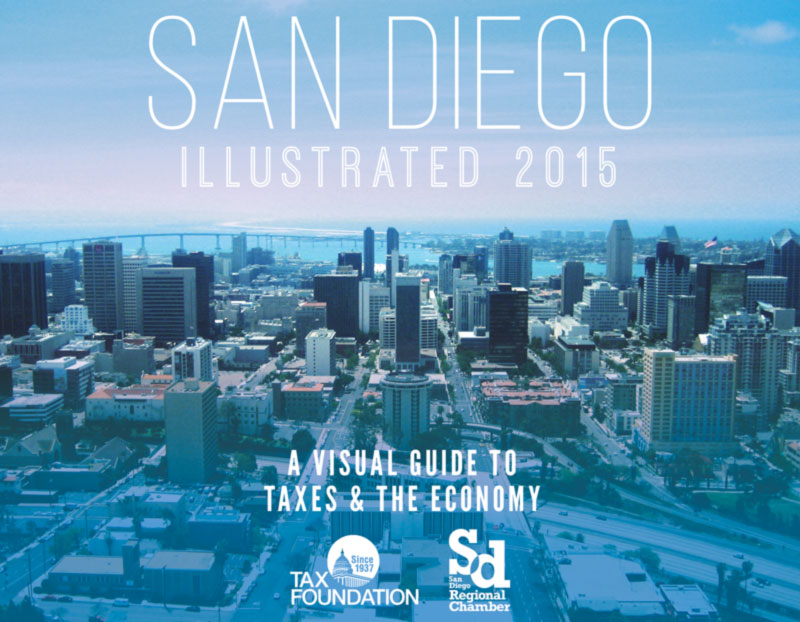 SAN DIEGO
ILLUSTRATED 2015
A VISUAL GUIDE TO
TAXES & THE ECONOMY
Since
1937
TAX
FOUNDATION
Sd
San
Diego
Regional
Chamber